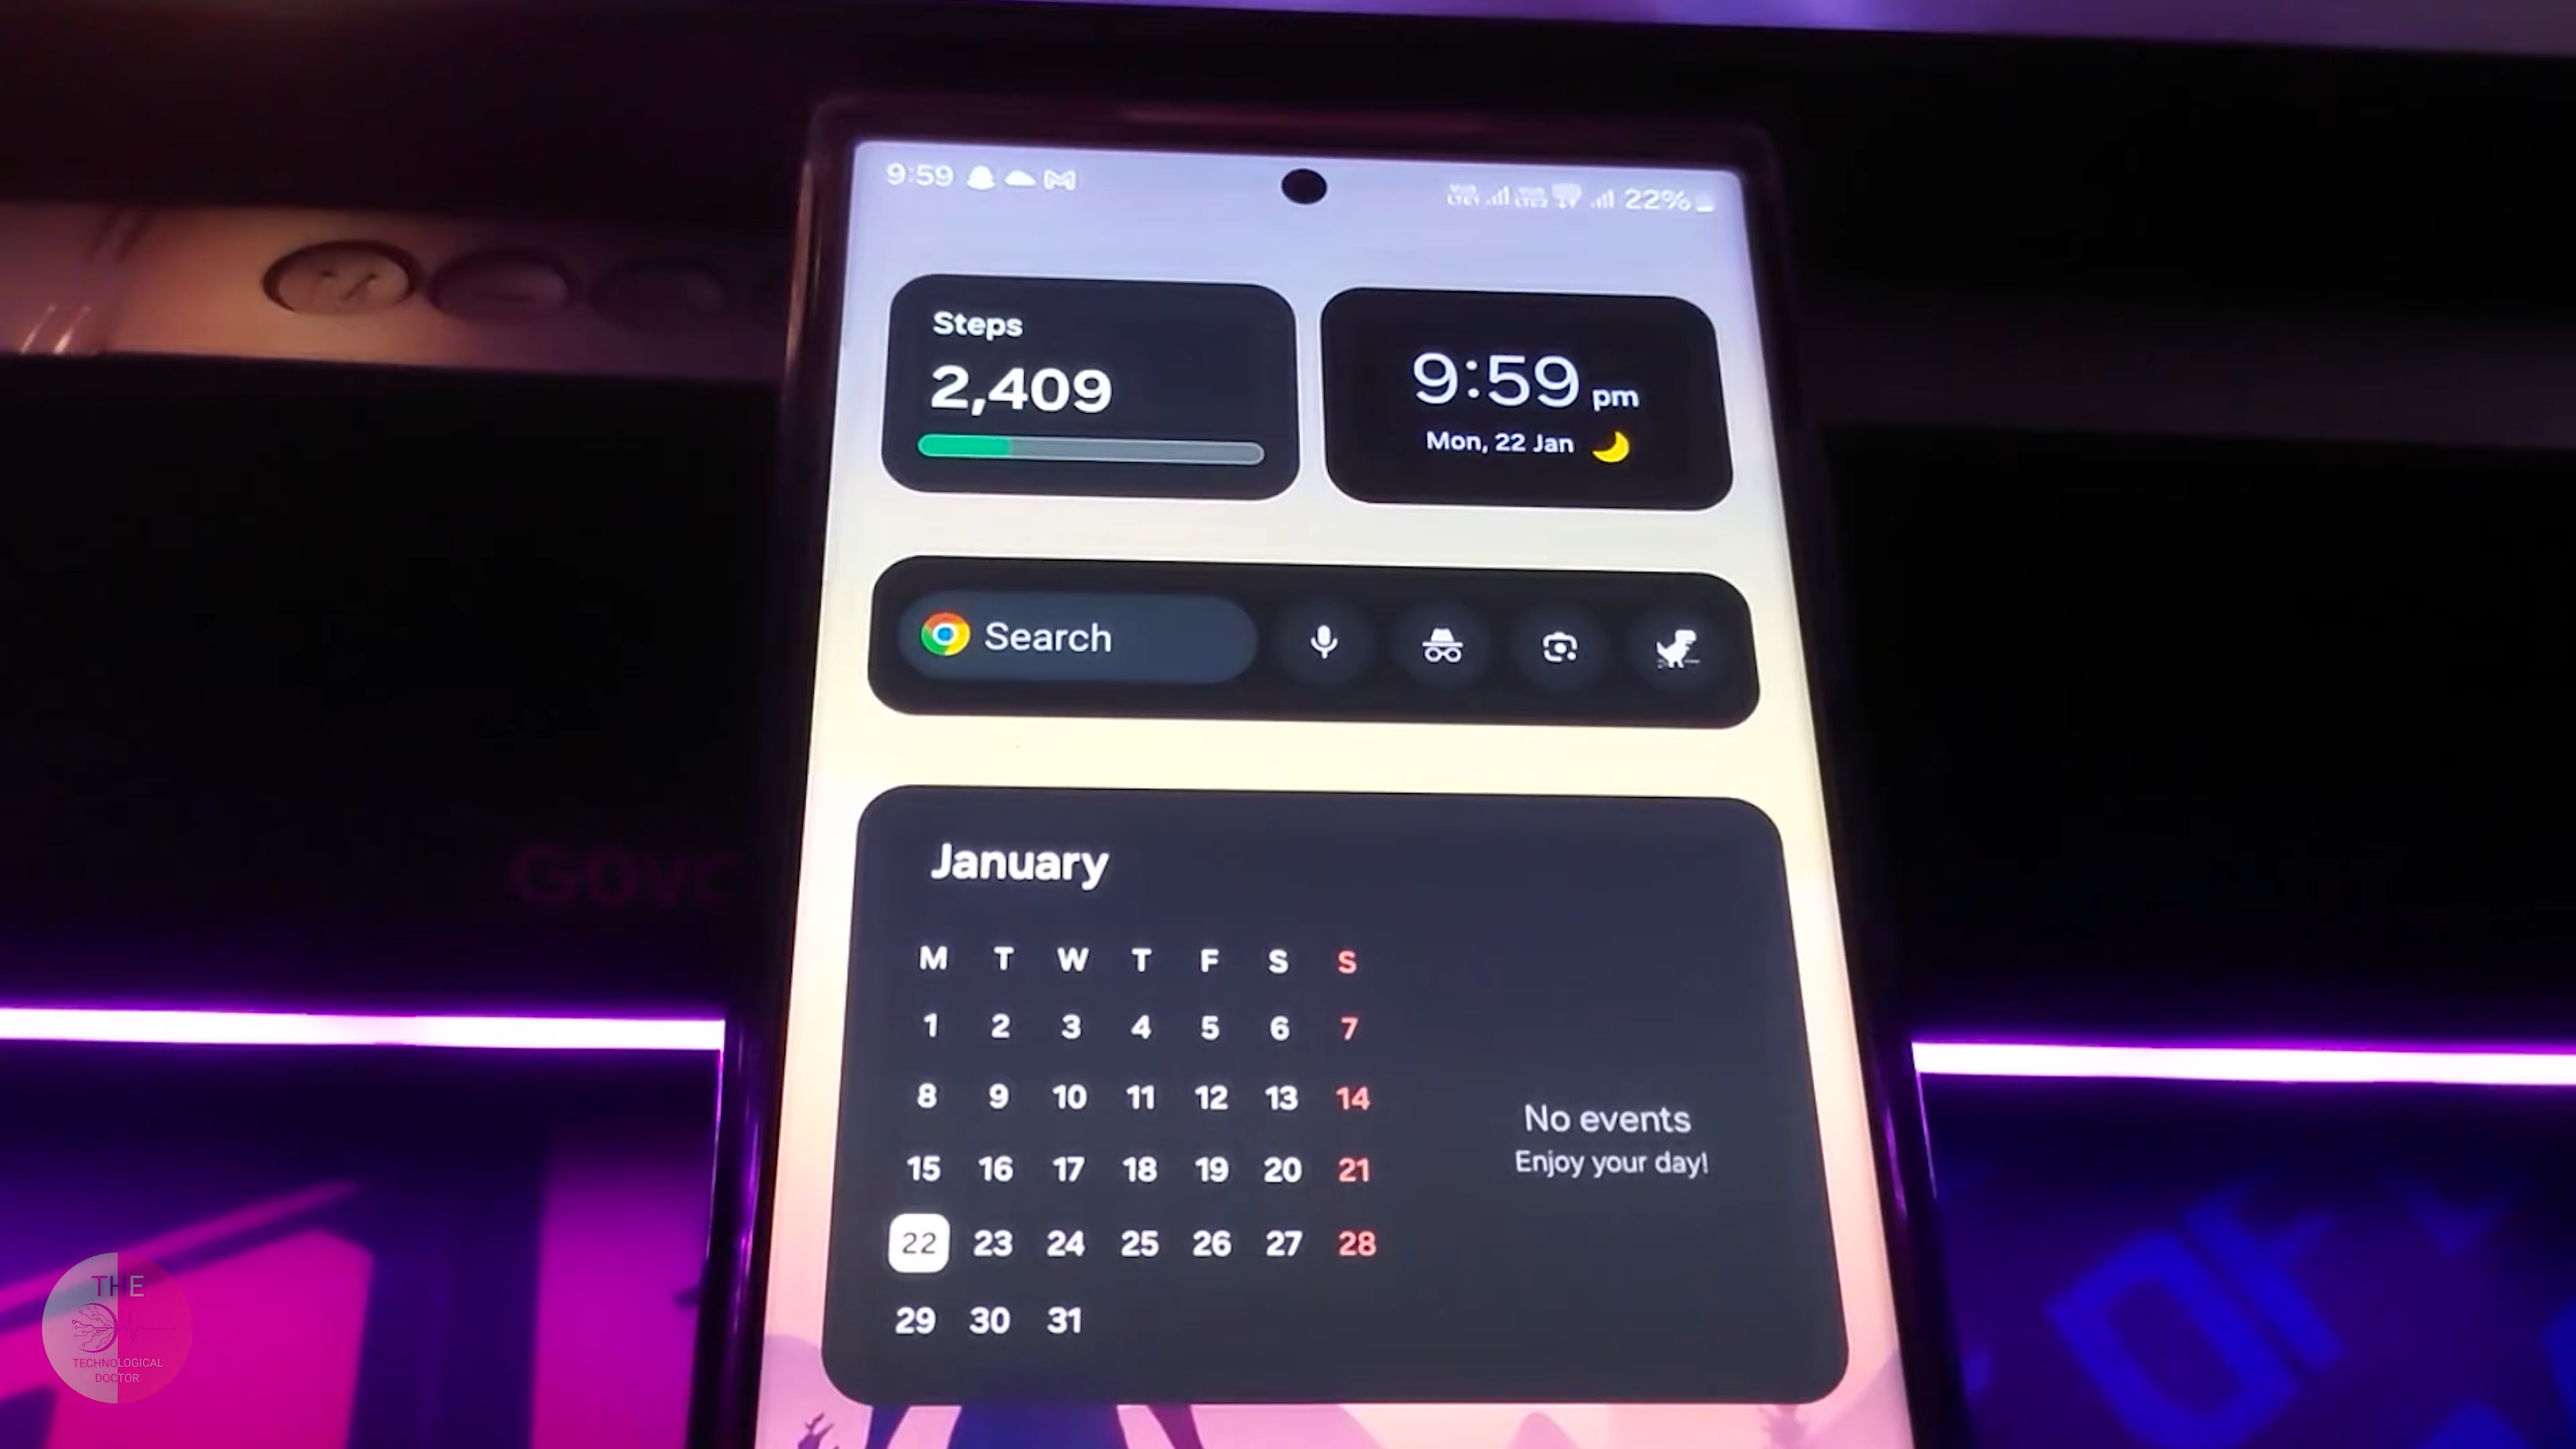 9:59
22%
Steps
2,409
9:59 pm
Mon, 22 Jan
Search
January
M T W T F S S
1 2 3 4 5 6 7
8 9 10 11 12 13 14
15 16 17 18 19 20 21
22 23 24 25 26 27 28
29 30 31
No events
Enjoy your day!
THE
TECHNOLOGICAL
DOCTOR